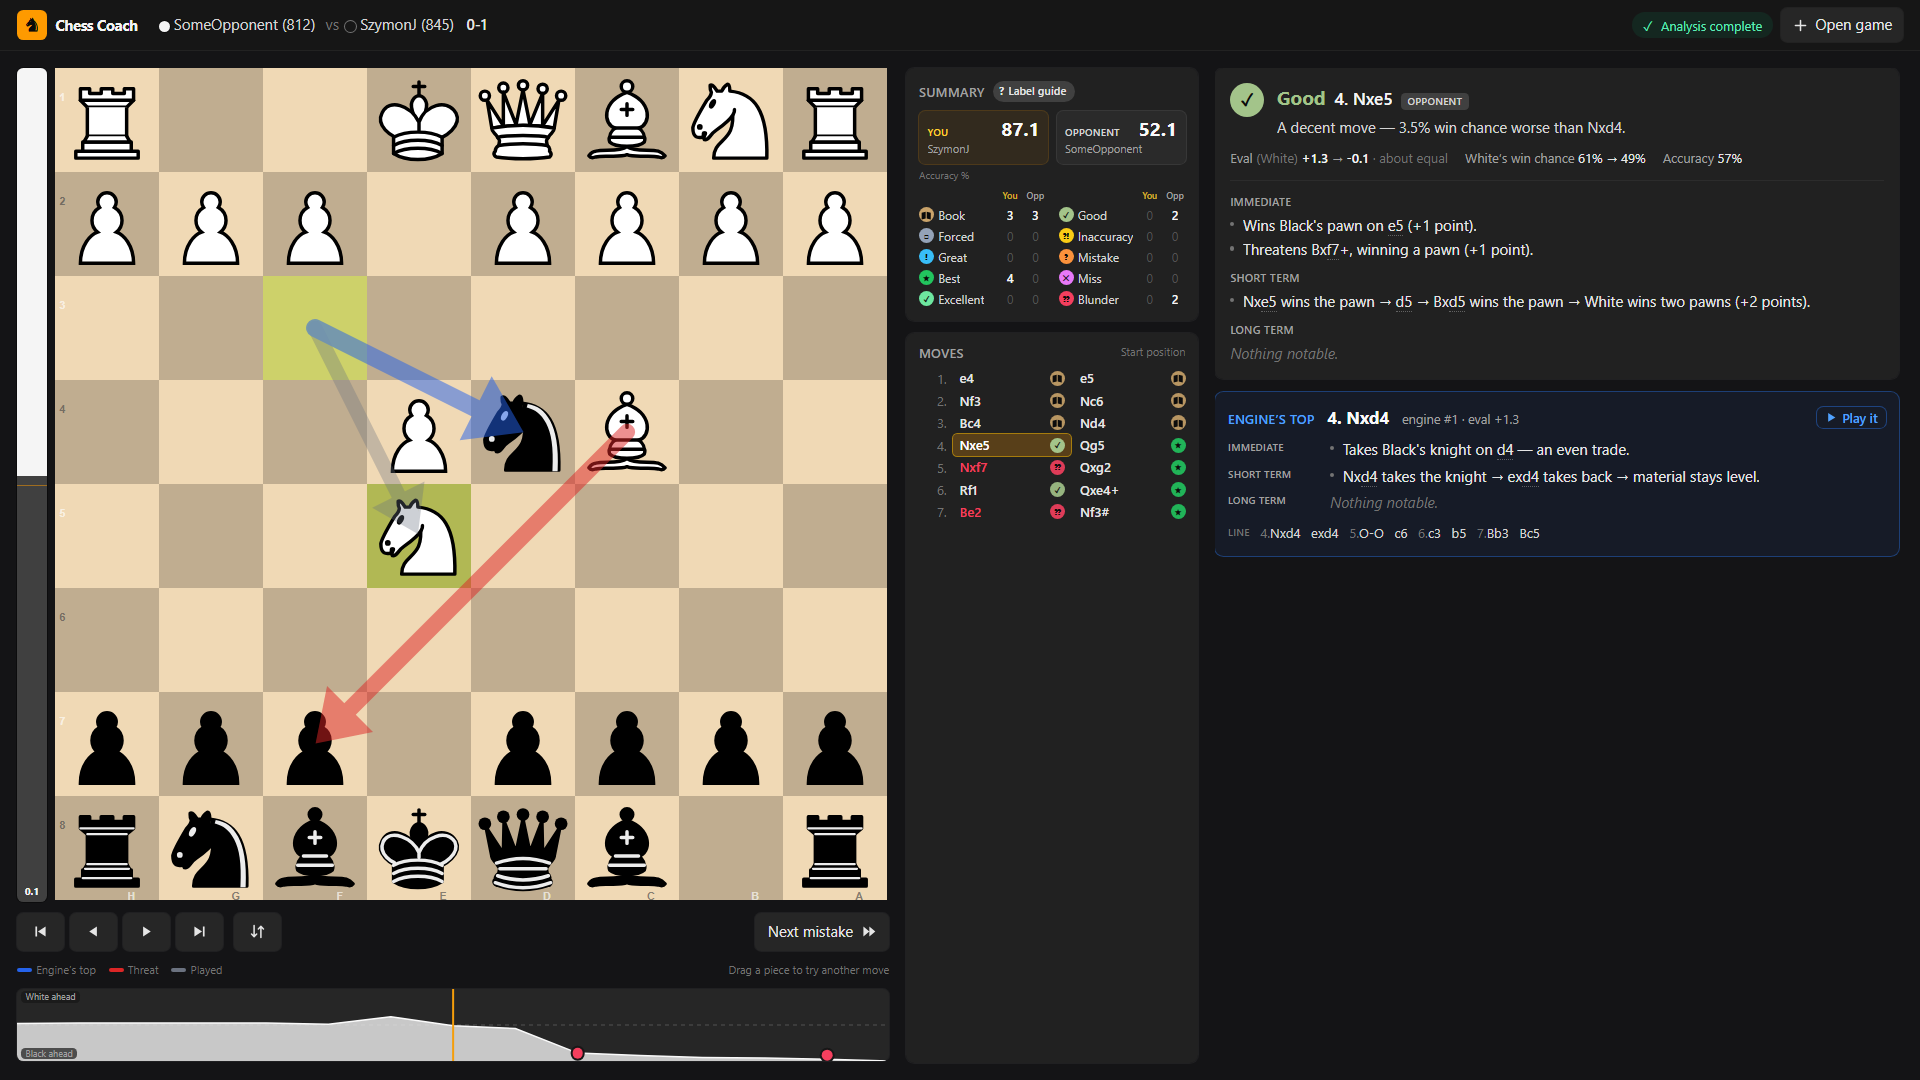 Chess Coach SomeOpponent (812) vs SzymonJ (845) 0-1
Analysis complete
Open game
1
2
3
4
5
6
7
8
H G F E D C B A
0.1
Next mistake
Engine's top Threat Played
Drag a piece to try another move
White ahead
Black ahead
SUMMARY ? Label guide
YOU 87.1
SzymonJ
OPPONENT 52.1
SomeOpponent
Accuracy %
You Opp You Opp
Book 3 3 Good 0 2
Forced 0 0 Inaccuracy 0 0
Great 0 0 Mistake 0 0
Best 4 0 Miss 0 0
Excellent 0 0 Blunder 0 2
MOVES Start position
1. e4 e5
2. Nf3 Nc6
3. Bc4 Nd4
4. Nxe5 Qg5
5. Nxf7 Qxg2
6. Rf1 Qxe4+
7. Be2 Nf3#
Good 4. Nxe5 OPPONENT
A decent move — 3.5% win chance worse than Nxd4.
Eval (White) +1.3 → -0.1 · about equal White's win chance 61% → 49% Accuracy 57%
IMMEDIATE
• Wins Black's pawn on e5 (+1 point).
• Threatens Bxf7+, winning a pawn (+1 point).
SHORT TERM
• Nxe5 wins the pawn → d5 → Bxd5 wins the pawn → White wins two pawns (+2 points).
LONG TERM
Nothing notable.
ENGINE'S TOP 4. Nxd4 engine #1 · eval +1.3
Play it
IMMEDIATE • Takes Black's knight on d4 — an even trade.
SHORT TERM • Nxd4 takes the knight → exd4 takes back → material stays level.
LONG TERM Nothing notable.
LINE 4.Nxd4 exd4 5.O-O c6 6.c3 b5 7.Bb3 Bc5